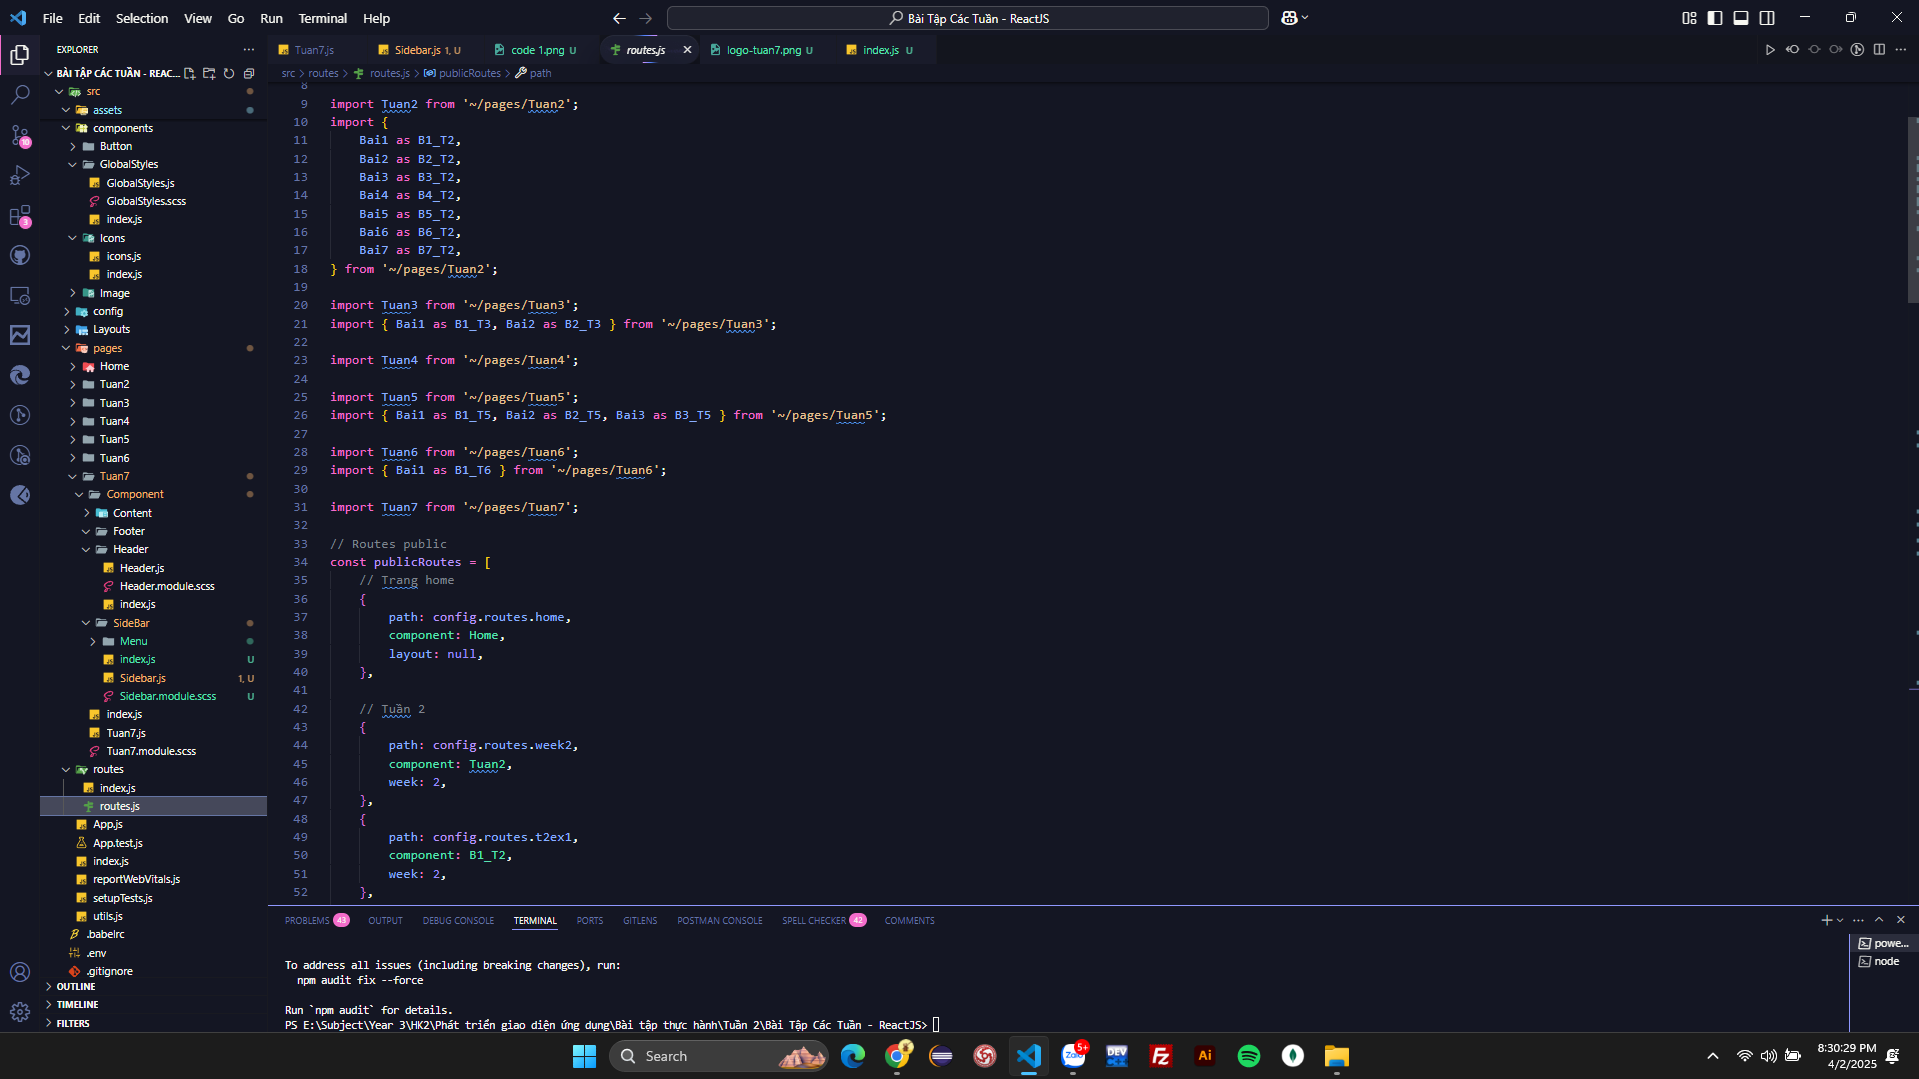 File Edit Selection View Go Run Terminal Help
Bài Tập Các Tuần - ReactJS
EXPLORER
BÀI TẬP CÁC TUẦN - REAC...
src
assets
components
Button
GlobalStyles
GlobalStyles.js
GlobalStyles.scss
index.js
Icons
icons.js
index.js
Image
config
Layouts
pages
Home
Tuan2
Tuan3
Tuan4
Tuan5
Tuan6
Tuan7
Component
Content
Footer
Header
Header.js
Header.module.scss
index.js
SideBar
Menu
index.js U
Sidebar.js 1, U
Sidebar.module.scss U
index.js
Tuan7.js
Tuan7.module.scss
routes
index.js
routes.js
App.js
App.test.js
index.js
reportWebVitals.js
setupTests.js
utils.js
.babelrc
.env
.gitignore
OUTLINE
TIMELINE
FILTERS
10
3
Tuan7.js Sidebar.js 1, U code 1.png U routes.js logo-tuan7.png U index.js U
src > routes > routes.js > publicRoutes > path
8
9 import Tuan2 from '~/pages/Tuan2';
10 import {
11 Bai1 as B1_T2,
12 Bai2 as B2_T2,
13 Bai3 as B3_T2,
14 Bai4 as B4_T2,
15 Bai5 as B5_T2,
16 Bai6 as B6_T2,
17 Bai7 as B7_T2,
18 } from '~/pages/Tuan2';
19
20 import Tuan3 from '~/pages/Tuan3';
21 import { Bai1 as B1_T3, Bai2 as B2_T3 } from '~/pages/Tuan3';
22
23 import Tuan4 from '~/pages/Tuan4';
24
25 import Tuan5 from '~/pages/Tuan5';
26 import { Bai1 as B1_T5, Bai2 as B2_T5, Bai3 as B3_T5 } from '~/pages/Tuan5';
27
28 import Tuan6 from '~/pages/Tuan6';
29 import { Bai1 as B1_T6 } from '~/pages/Tuan6';
30
31 import Tuan7 from '~/pages/Tuan7';
32
33 // Routes public
34 const publicRoutes = [
35 // Trang home
36 {
37 path: config.routes.home,
38 component: Home,
39 layout: null,
40 },
41
42 // Tuần 2
43 {
44 path: config.routes.week2,
45 component: Tuan2,
46 week: 2,
47 },
48 {
49 path: config.routes.t2ex1,
50 component: B1_T2,
51 week: 2,
52 },
PROBLEMS 43 OUTPUT DEBUG CONSOLE TERMINAL PORTS GITLENS POSTMAN CONSOLE SPELL CHECKER 42 COMMENTS
To address all issues (including breaking changes), run:
npm audit fix --force
Run `npm audit` for details.
PS E:\Subject\Year 3\HK2\Phát triển giao diện ứng dụng\Bài tập thực hành\Tuần 2\Bài Tập Các Tuần - ReactJS>
powe...
node
Search
Zalo
5+
DEV
Fz
Ai
8:30:29 PM
4/2/2025